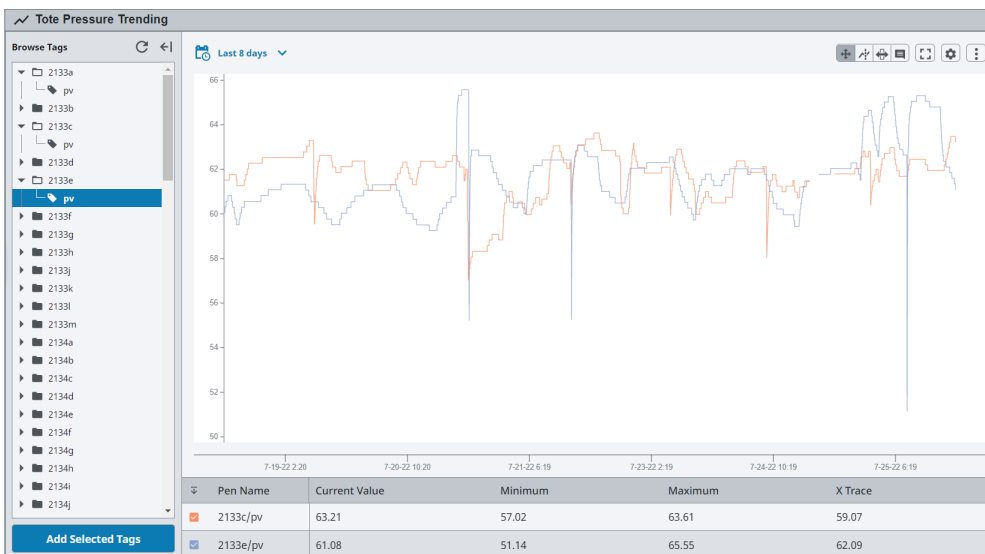 Tote Pressure Trending
Browse Tags
2133a
pv
2133b
2133c
pv
2133d
2133e
pv
2133f
2133g
2133h
2133j
2133k
2133l
2133m
2134a
2134b
2134c
2134d
2134e
2134f
2134g
2134h
2134i
2134j
Add Selected Tags
Last 8 days
66
64
62
60
58
56
54
52
50
7-19-22 2:20 7-20-22 10:20 7-21-22 6:19 7-23-22 2:19 7-24-22 10:19 7-25-22 6:19
Pen Name Current Value Minimum Maximum X Trace
2133c/pv 63.21 57.02 63.61 59.07
2133e/pv 61.08 51.14 65.55 62.09